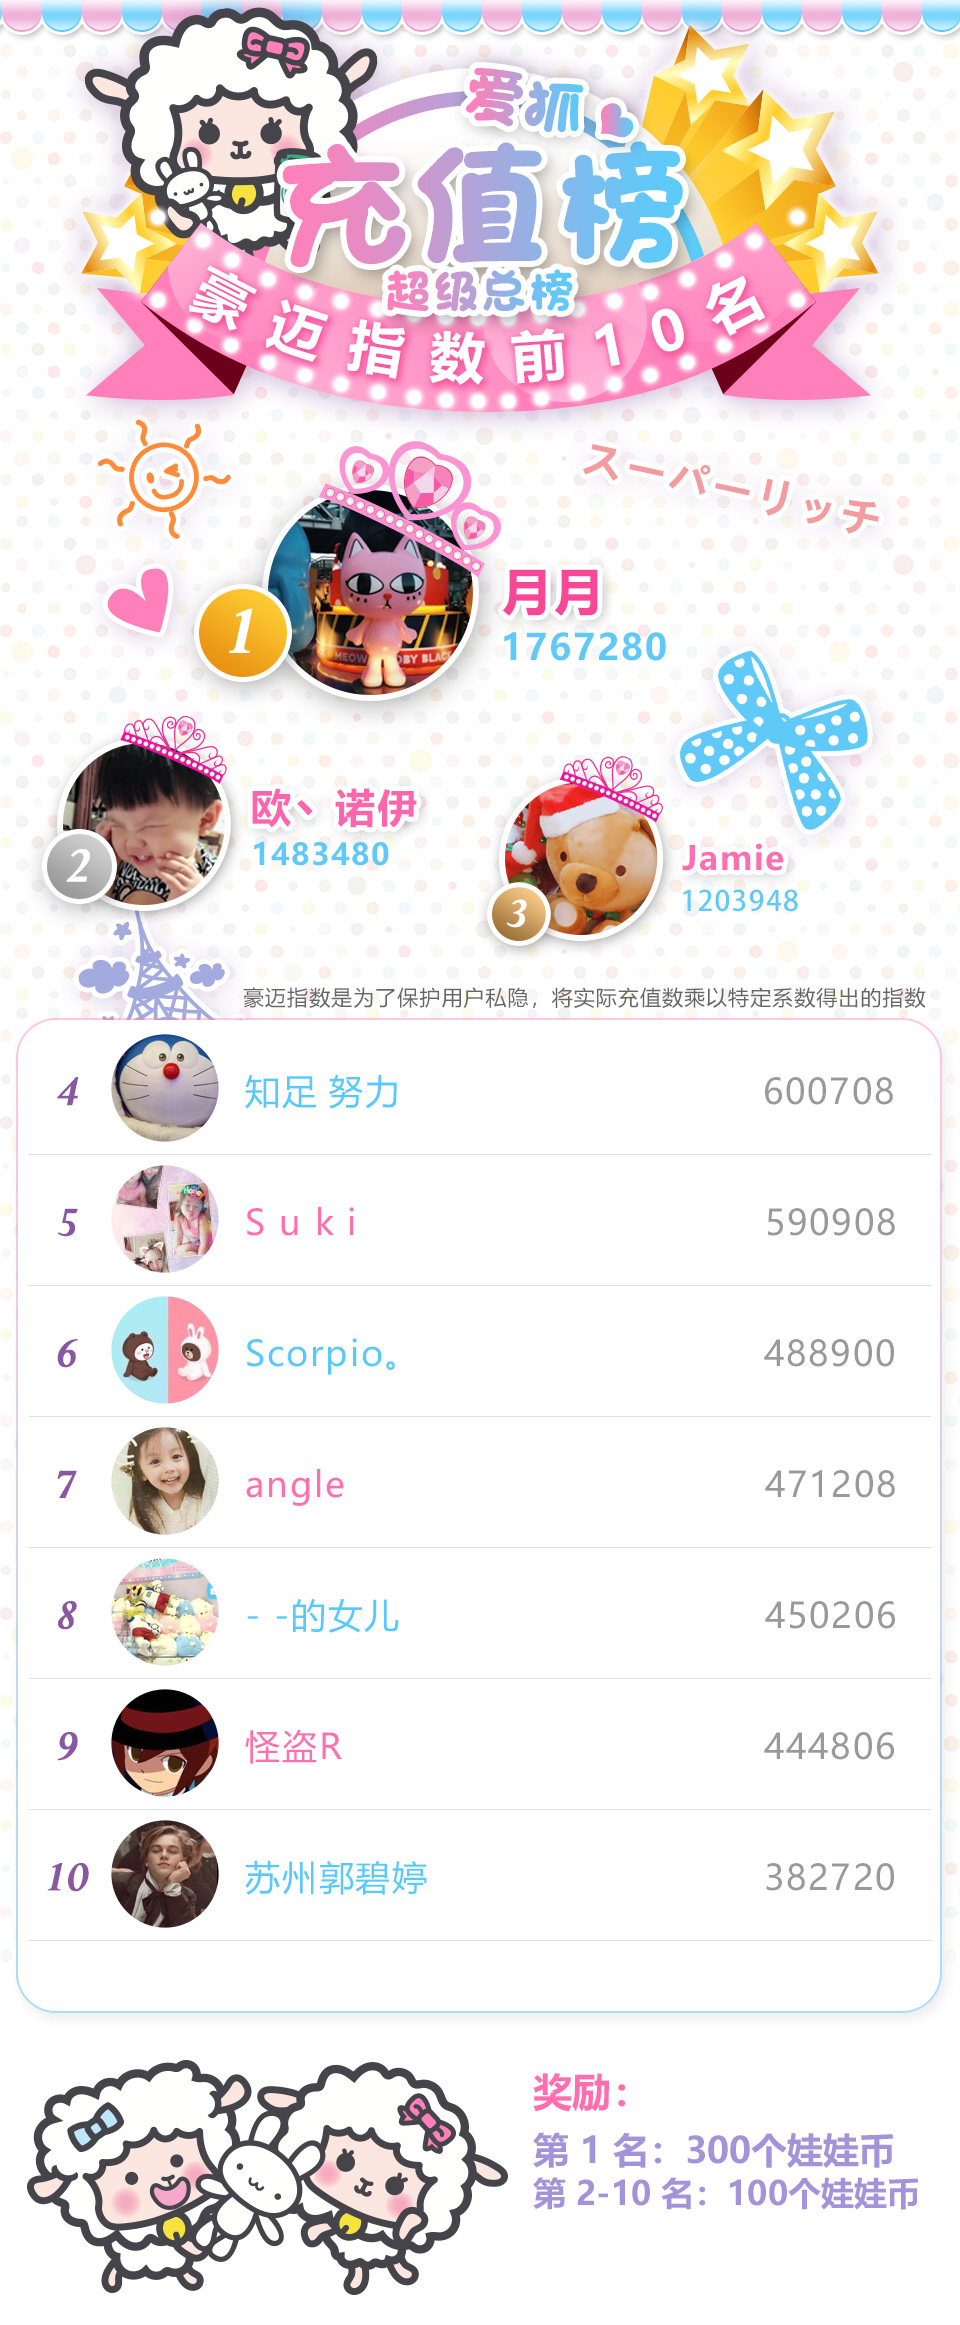 爱抓
充值榜
超级总榜
豪迈指数前10名
スーパーリッチ
1
月月
1767280
MEOW
OBY BLAC
2
欧丶诺伊
1483480
3
Jamie
1203948
豪迈指数是为了保护用户私隐，将实际充值数乘以特定系数得出的指数
4 知足 努力 600708
5 S u k i 590908
6 Scorpio。 488900
7 angle 471208
8 - -的女儿 450206
9 怪盗R 444806
10 苏州郭碧婷 382720
奖励：
第 1 名：300个娃娃币
第 2-10 名：100个娃娃币